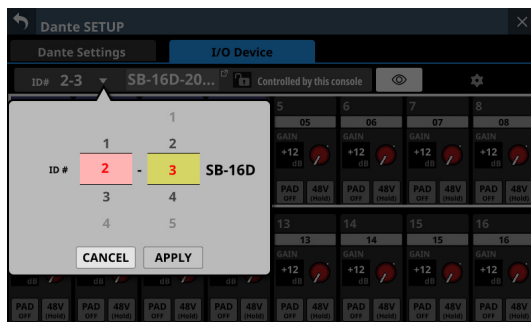 Dante SETUP
Dante Settings
I/O Device
ID# 2-3 SB-16D-20... Controlled by this console
5 6 7 8
05 06 07 08
GAIN GAIN GAIN GAIN
+12 +12 +12 +12
dB dB dB dB
PAD 48V PAD 48V PAD 48V PAD 48V
OFF (Hold) OFF (Hold) OFF (Hold) OFF (Hold)
1
1 2
ID # 2 - 3 SB-16D
3 4
4 5
CANCEL APPLY
13 14 15 16
13 14 15 16
GAIN GAIN GAIN GAIN
+12 +12 +12 +12
dB dB dB dB dB dB dB dB
PAD 48V PAD 48V PAD 48V PAD 48V PAD 48V PAD 48V PAD 48V PAD 48V
OFF (Hold) OFF (Hold) OFF (Hold) OFF (Hold) OFF (Hold) OFF (Hold) OFF (Hold) OFF (Hold)